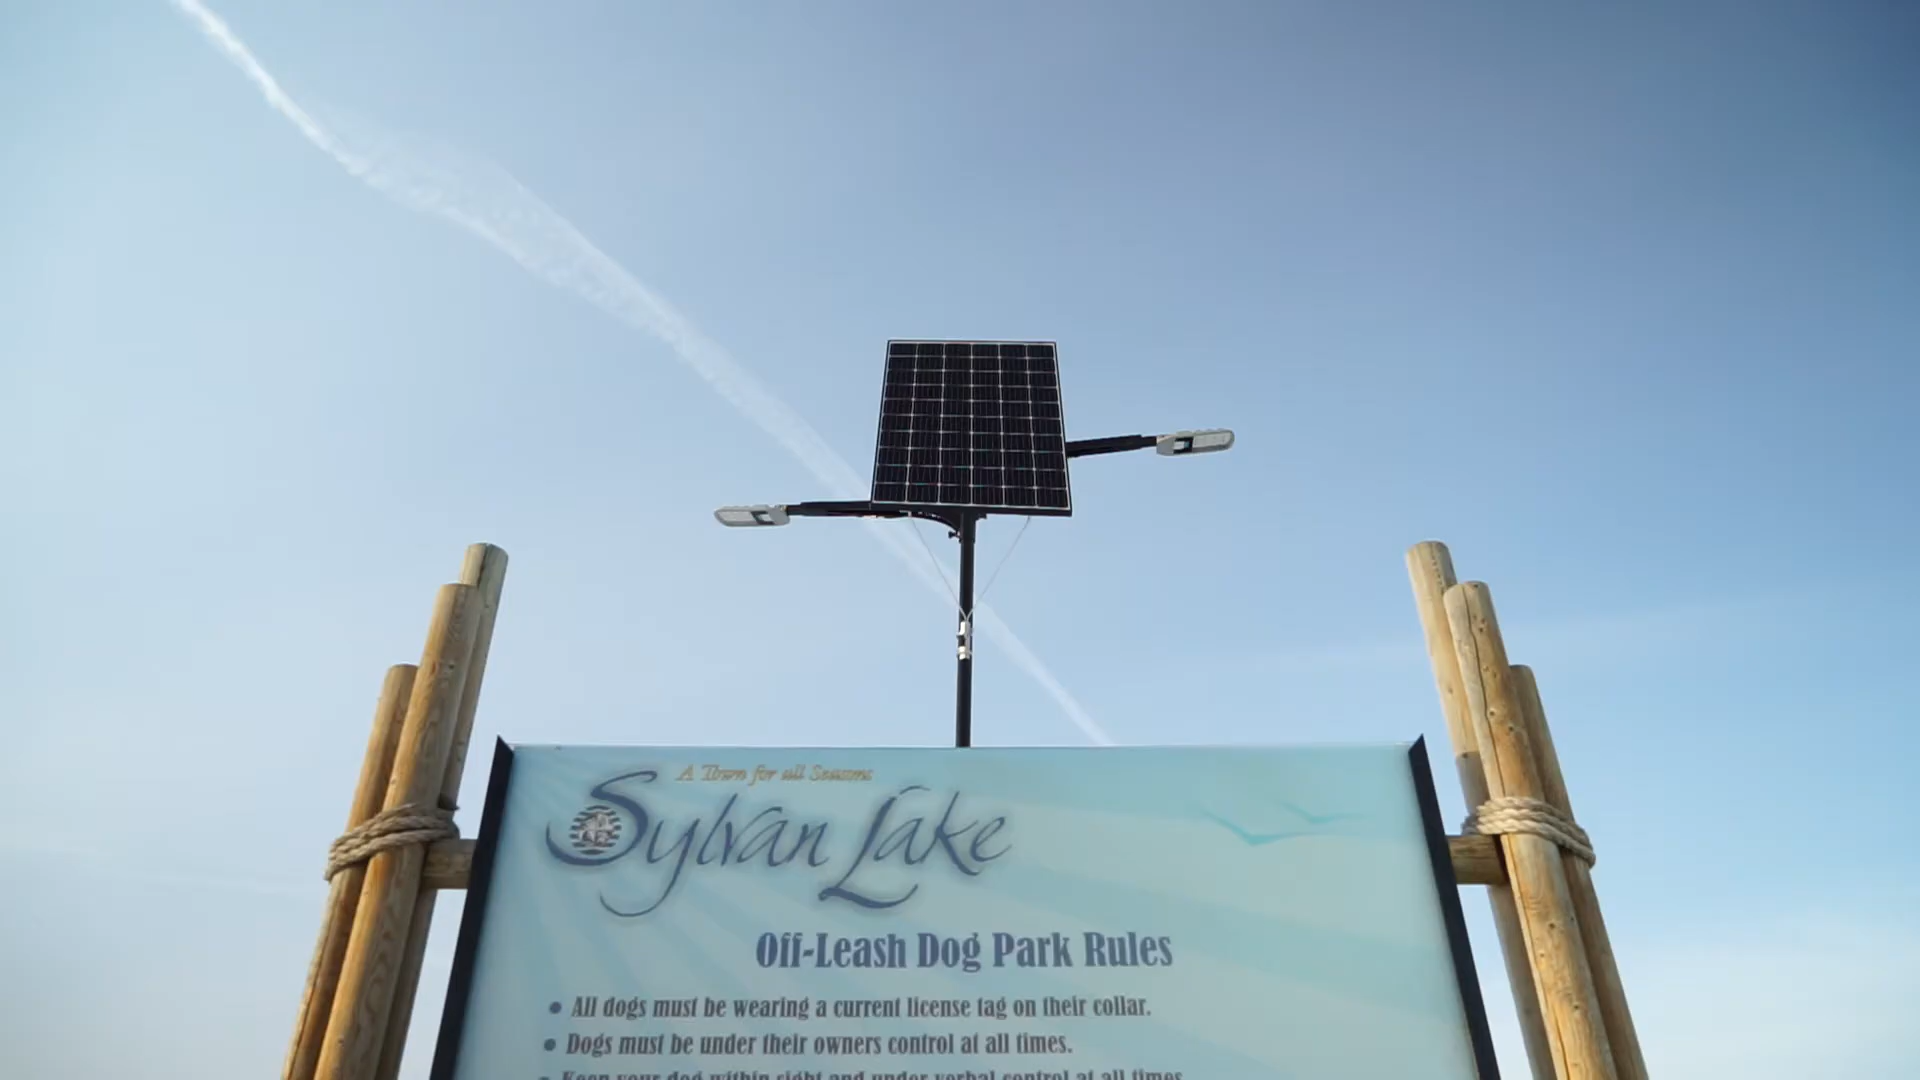 A Town for all Seasons
Sylvan Lake
Off-Leash Dog Park Rules
• All dogs must be wearing a current license tag on their collar.
• Dogs must be under their owners control at all times.
• Keep your dog within sight and under verbal control at all times